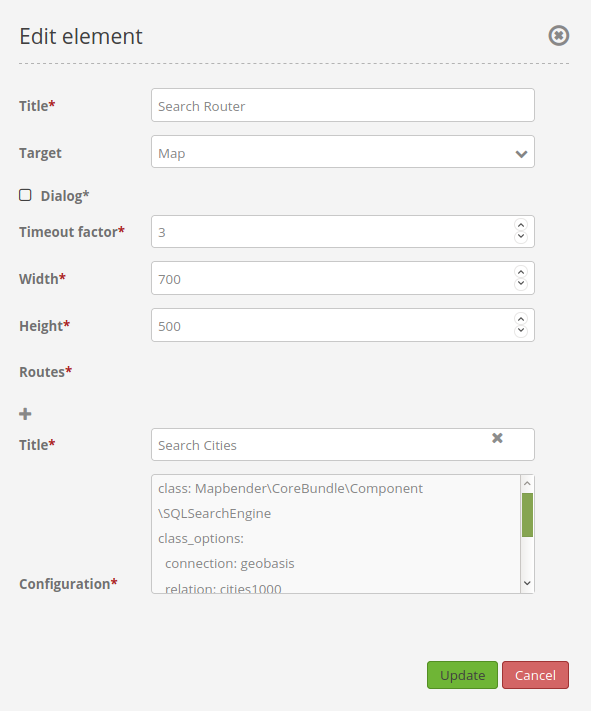 Edit element
Title*
Search Router
Target
Map
Dialog*
Timeout factor*
3
Width*
700
Height*
500
Routes*
Title*
Search Cities
Configuration*
class: Mapbender\CoreBundle\Component
\SQLSearchEngine
class_options:
connection: geobasis
relation: cities1000
Update
Cancel